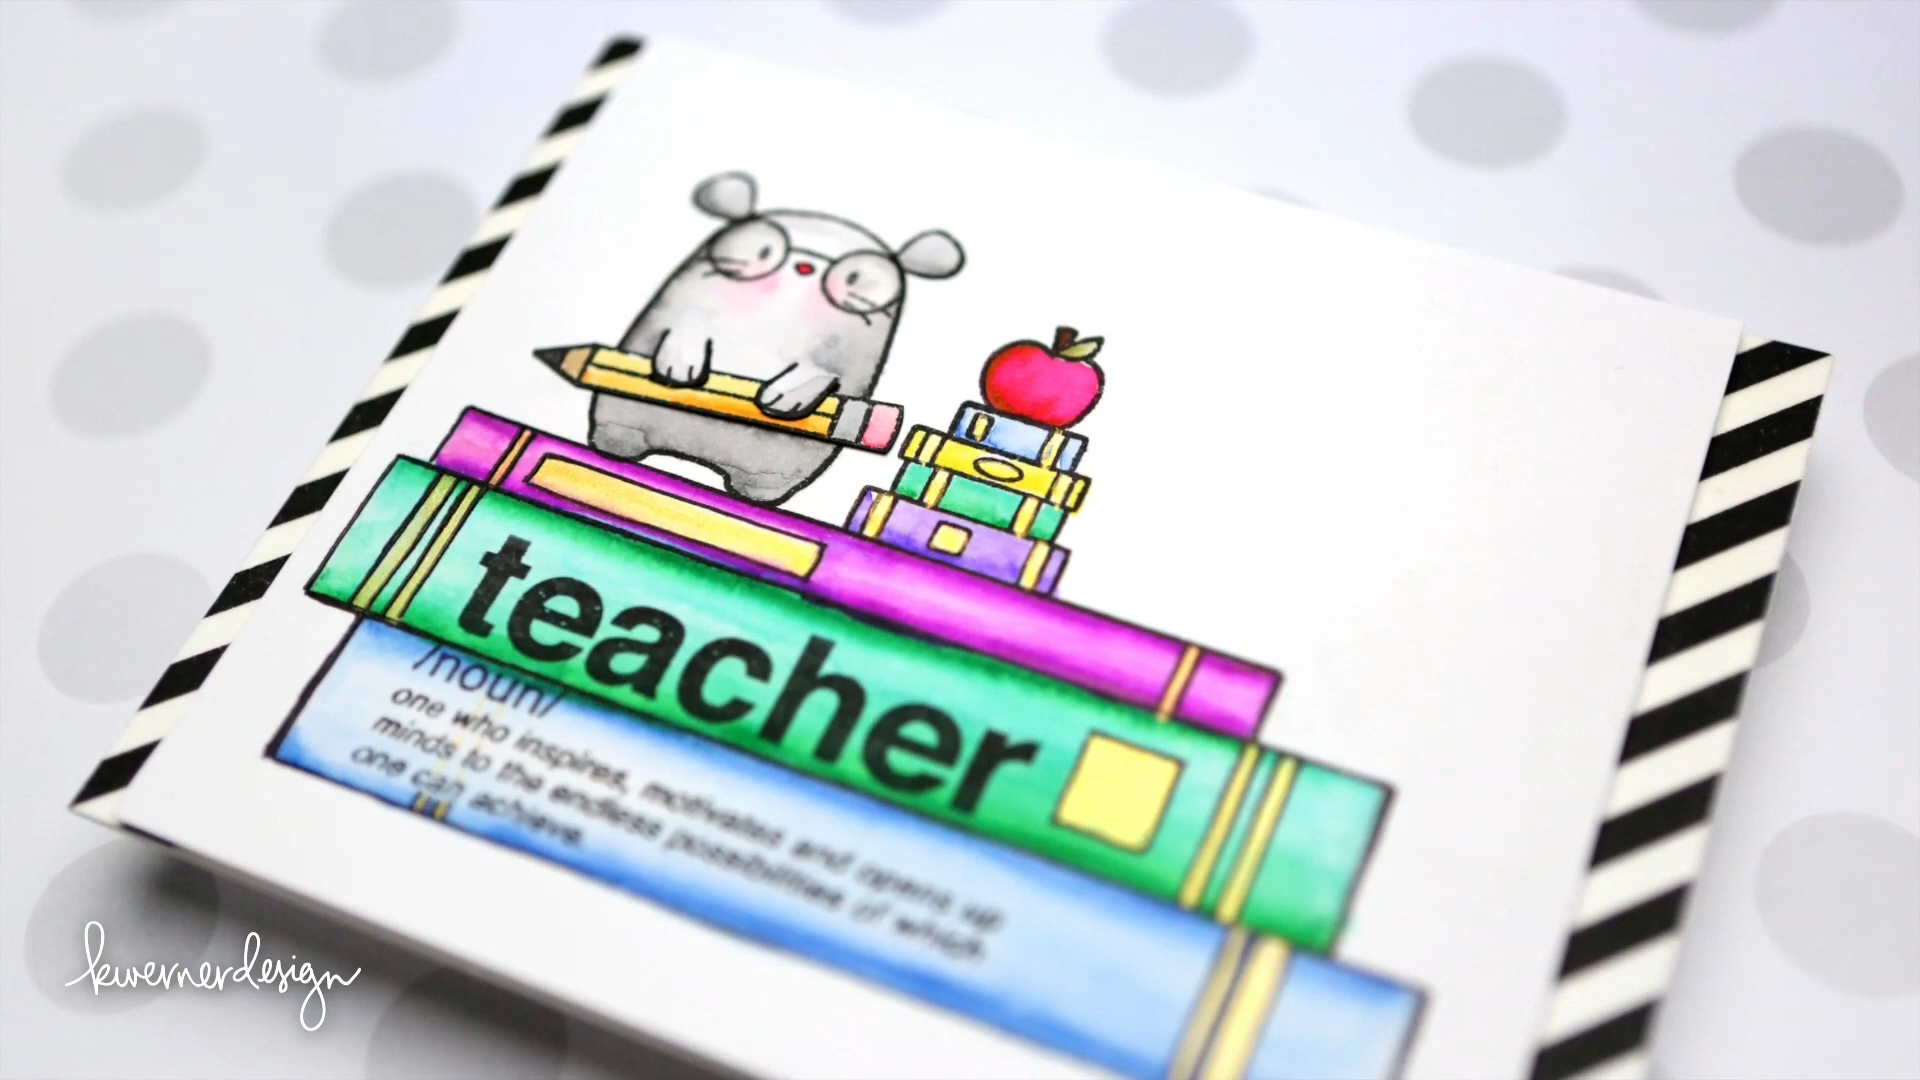 teacher
/noun/
one who inspires, motivates and opens up
minds to the endless possibilities of which
one can achieve.
kwernerdesign